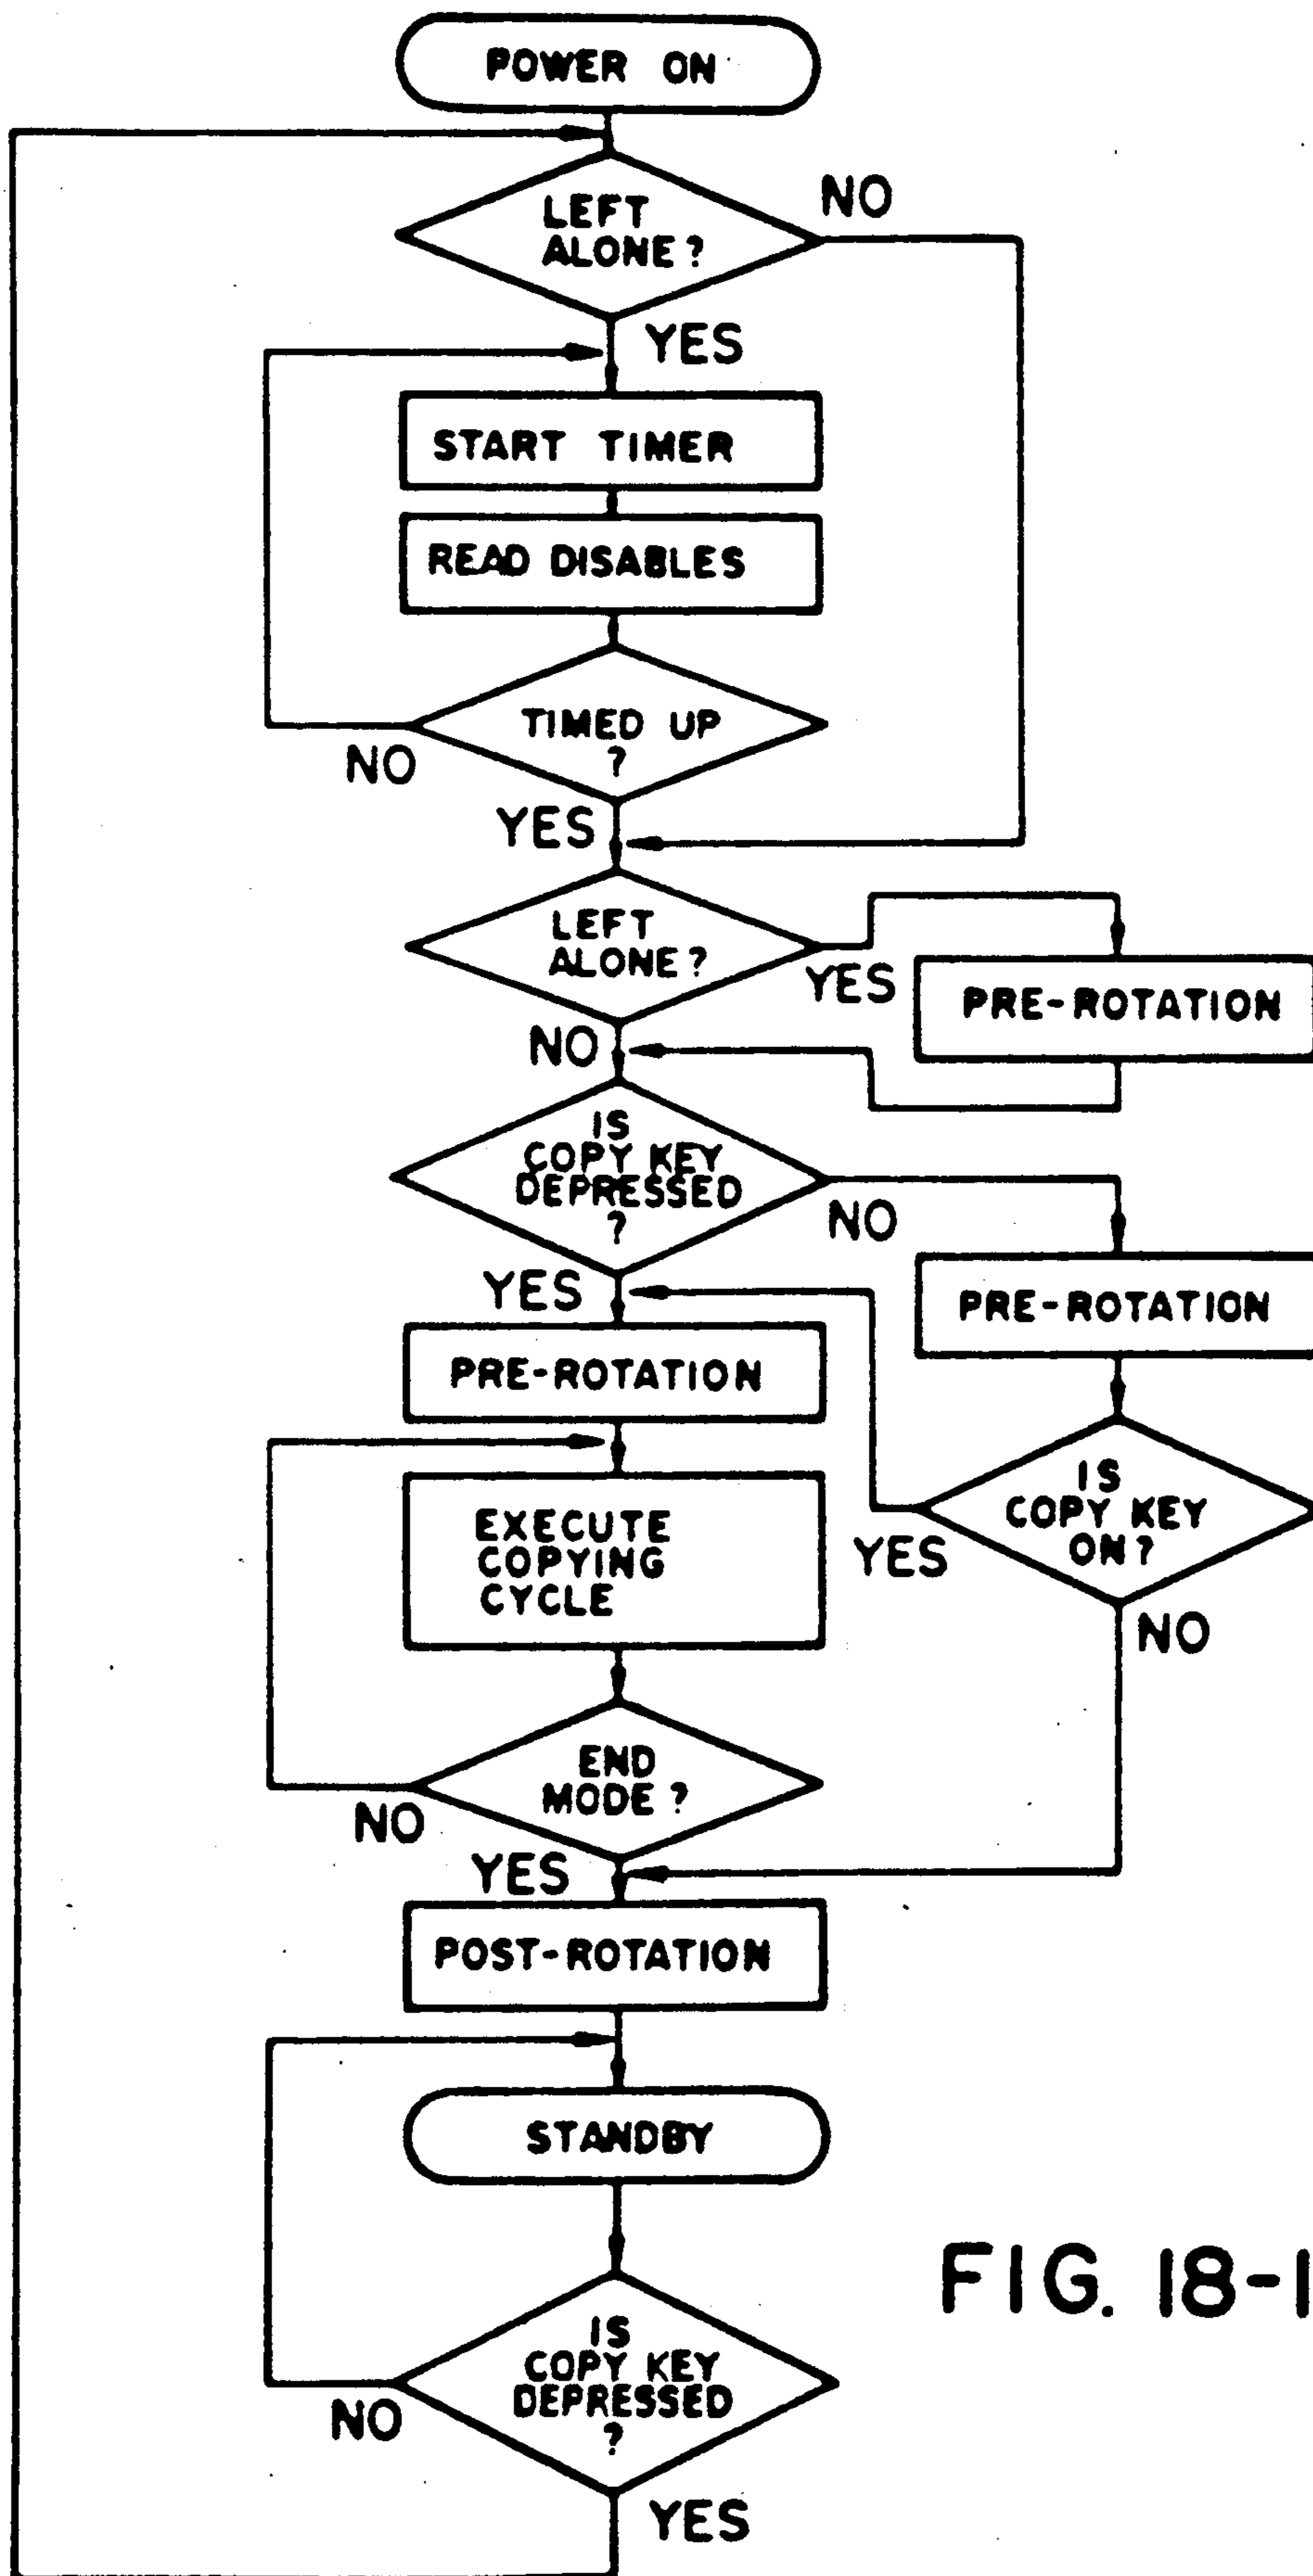 POWER ON
LEFT
ALONE?
NO
YES
START TIMER
READ DISABLES
TIMED UP
?
NO
YES
LEFT
ALONE?
YES
PRE-ROTATION
NO
IS
COPY KEY
DEPRESSED
?
NO
YES
PRE-ROTATION
PRE-ROTATION
EXECUTE
COPYING
CYCLE
IS
COPY KEY
ON?
YES
NO
END
MODE?
NO
YES
POST-ROTATION
STANDBY
FIG. 18-1
IS
COPY KEY
DEPRESSED
?
NO
YES